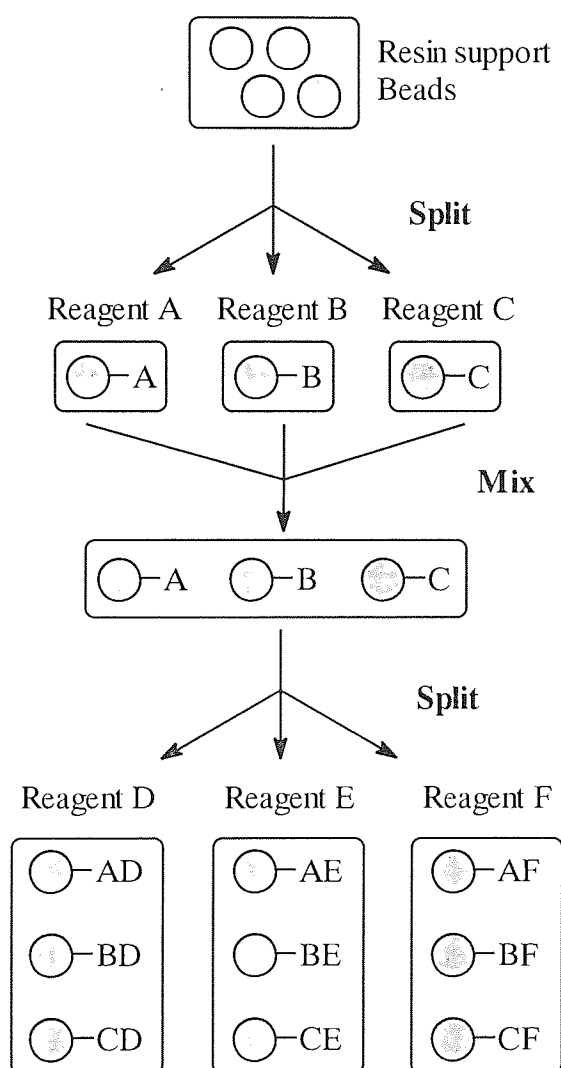 Resin support
Beads
Split
Reagent A Reagent B Reagent C
A B C
Mix
A B C
Split
Reagent D Reagent E Reagent F
AD AE AF
BD BE BF
CD CE CF